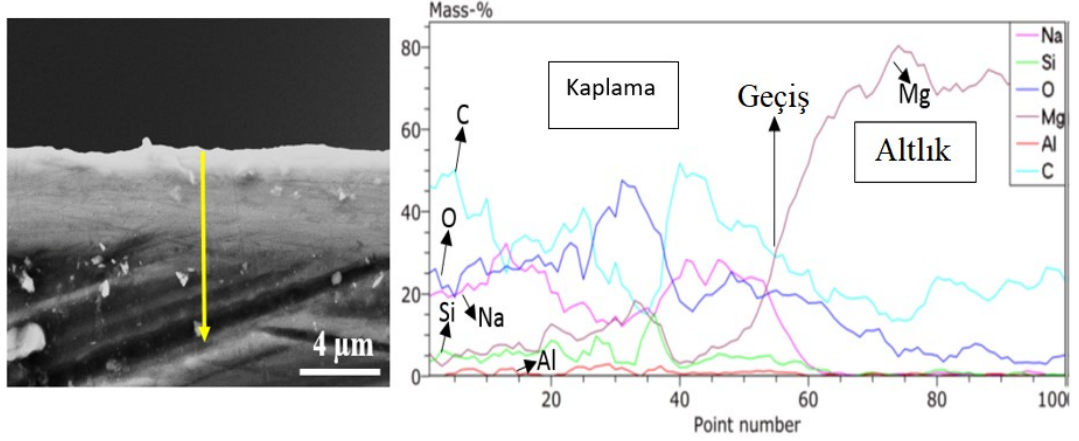 4 μm
Mass-%
80
60
40
20
0
20
40
60
80
100
Point number
Kaplama
Geçiş
Altlık
C
O
Si
Na
Al
Mg
Na
Si
O
Mg
Al
C